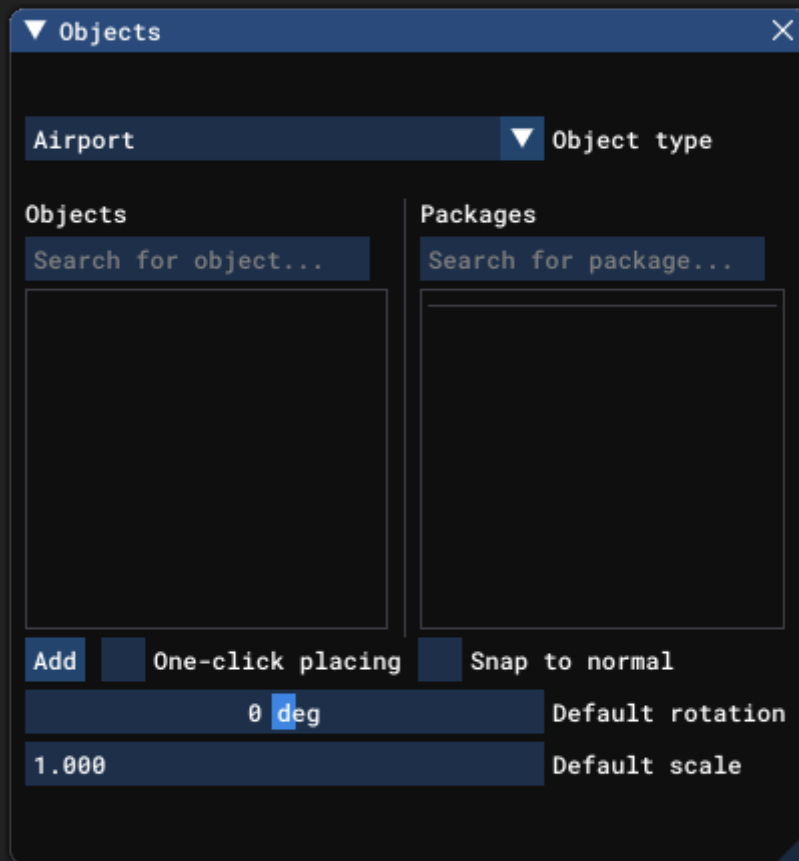 Objects
Airport Object type
Objects Packages
Search for object... Search for package...
Add One-click placing Snap to normal
0 deg Default rotation
1.000 Default scale